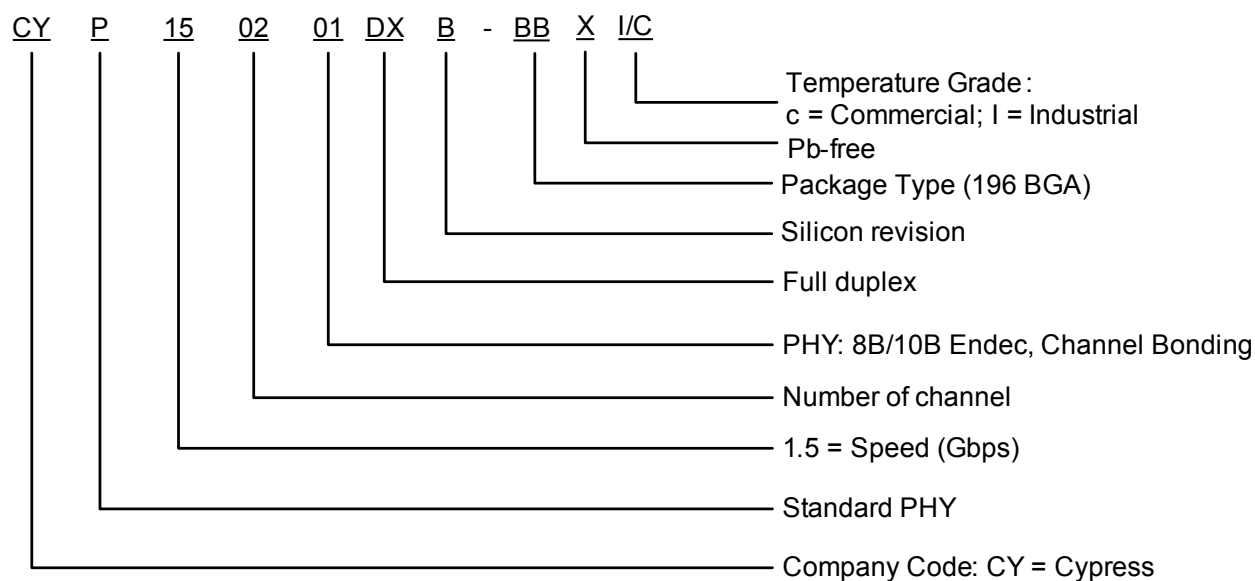 CY P 15 02 01 DX B - BB X I/C
Temperature Grade :
c = Commercial; I = Industrial
Pb-free
Package Type (196 BGA)
Silicon revision
Full duplex
PHY: 8B/10B Endec, Channel Bonding
Number of channel
1.5 = Speed (Gbps)
Standard PHY
Company Code: CY = Cypress